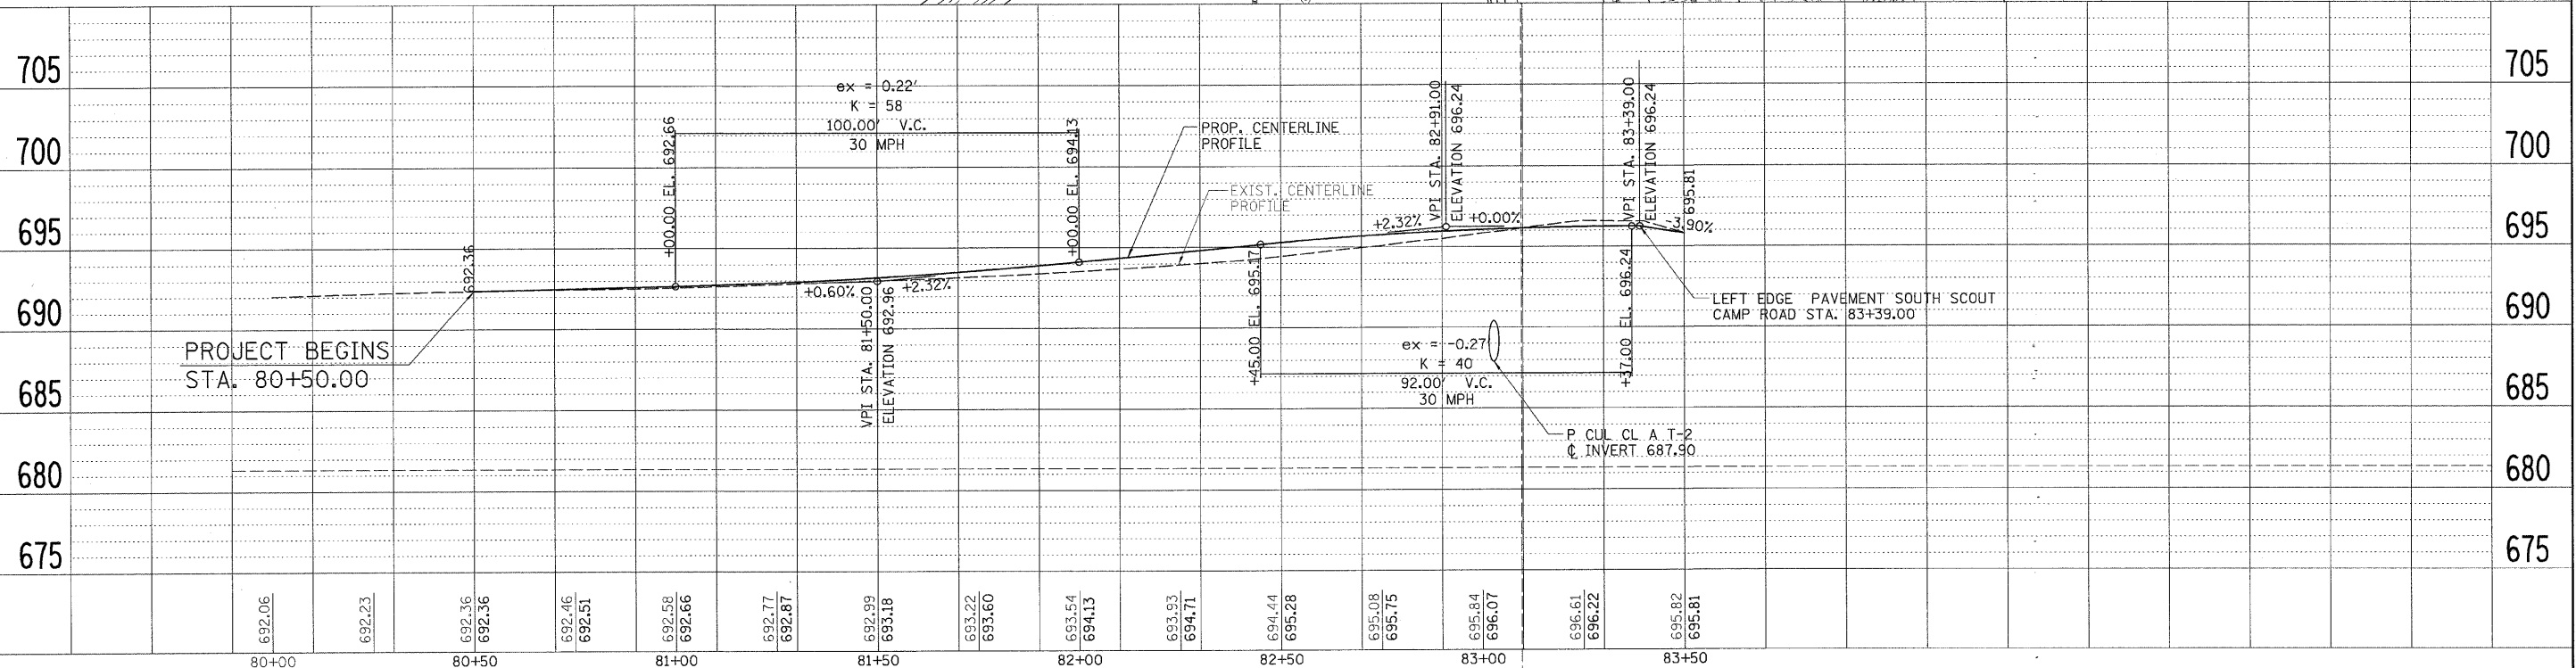 705
700
695
690
685
680
675
705
700
695
690
685
680
675
ex = 0.22'
K = 58
100.00' V.C.
30 MPH
+00.00 EL. 692.66
+00.00 EL. 694.13
PROP. CENTERLINE
PROFILE
EXIST. CENTERLINE
PROFILE
692.36
PROJECT BEGINS
STA. 80+50.00
+0.60%
+2.32%
VPI STA. 81+50.00
ELEVATION 692.96
+2.32%
VPI STA. 82+91.00
ELEVATION 696.24
+0.00%
VPI STA. 83+39.00
ELEVATION 696.24
695.81
-3.90%
+45.00 EL. 695.17
+37.00 EL. 696.24
ex = -0.27'
K = 40
92.00' V.C.
30 MPH
LEFT EDGE PAVEMENT SOUTH SCOUT
CAMP ROAD STA. 83+39.00
P CUL CL A T-2
℄ INVERT 687.90
692.06
692.23
692.36
692.36
692.46
692.51
692.58
692.66
692.77
692.87
692.99
693.18
693.22
693.60
693.54
694.13
693.93
694.71
694.44
695.28
695.08
695.75
695.84
696.07
696.61
696.22
695.82
695.81
80+00
80+50
81+00
81+50
82+00
82+50
83+00
83+50